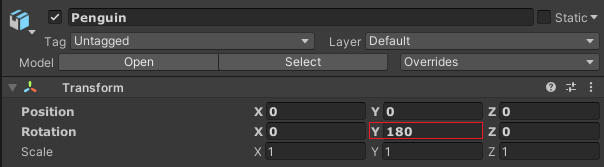 Penguin Static
Tag Untagged Layer Default
Model Open Select Overrides
Transform
Position X 0 Y 0 Z 0
Rotation X 0 Y 180 Z 0
Scale X 1 Y 1 Z 1